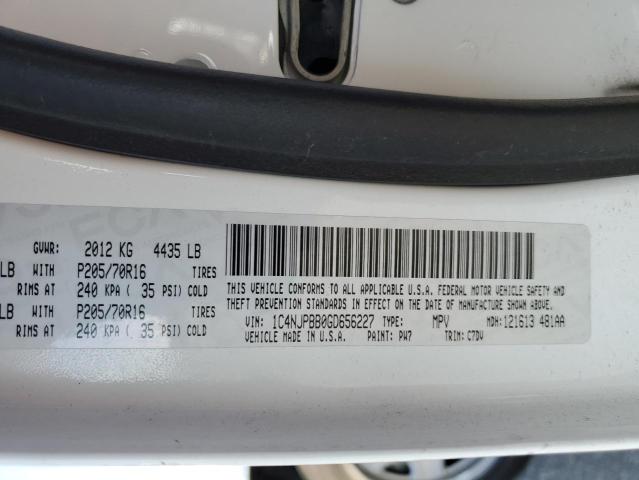 GVWR: 2012 KG 4435 LB
LB WITH P205/70R16 TIRES
RIMS AT 240 KPA ( 35 PSI) COLD
LB WITH P205/70R16 TIRES
RIMS AT 240 KPA ( 35 PSI) COLD
THIS VEHICLE CONFORMS TO ALL APPLICABLE U.S.A. FEDERAL MOTOR VEHICLE SAFETY AND
THEFT PREVENTION STANDARDS IN EFFECT ON THE DATE OF MANUFACTURE SHOWN ABOVE.
VIN: 1C4NJPBB0GD656227 TYPE: MPV MDH: 121613 481AA
VEHICLE MADE IN U.S.A. PAINT: PW7 TRIM: C7DV